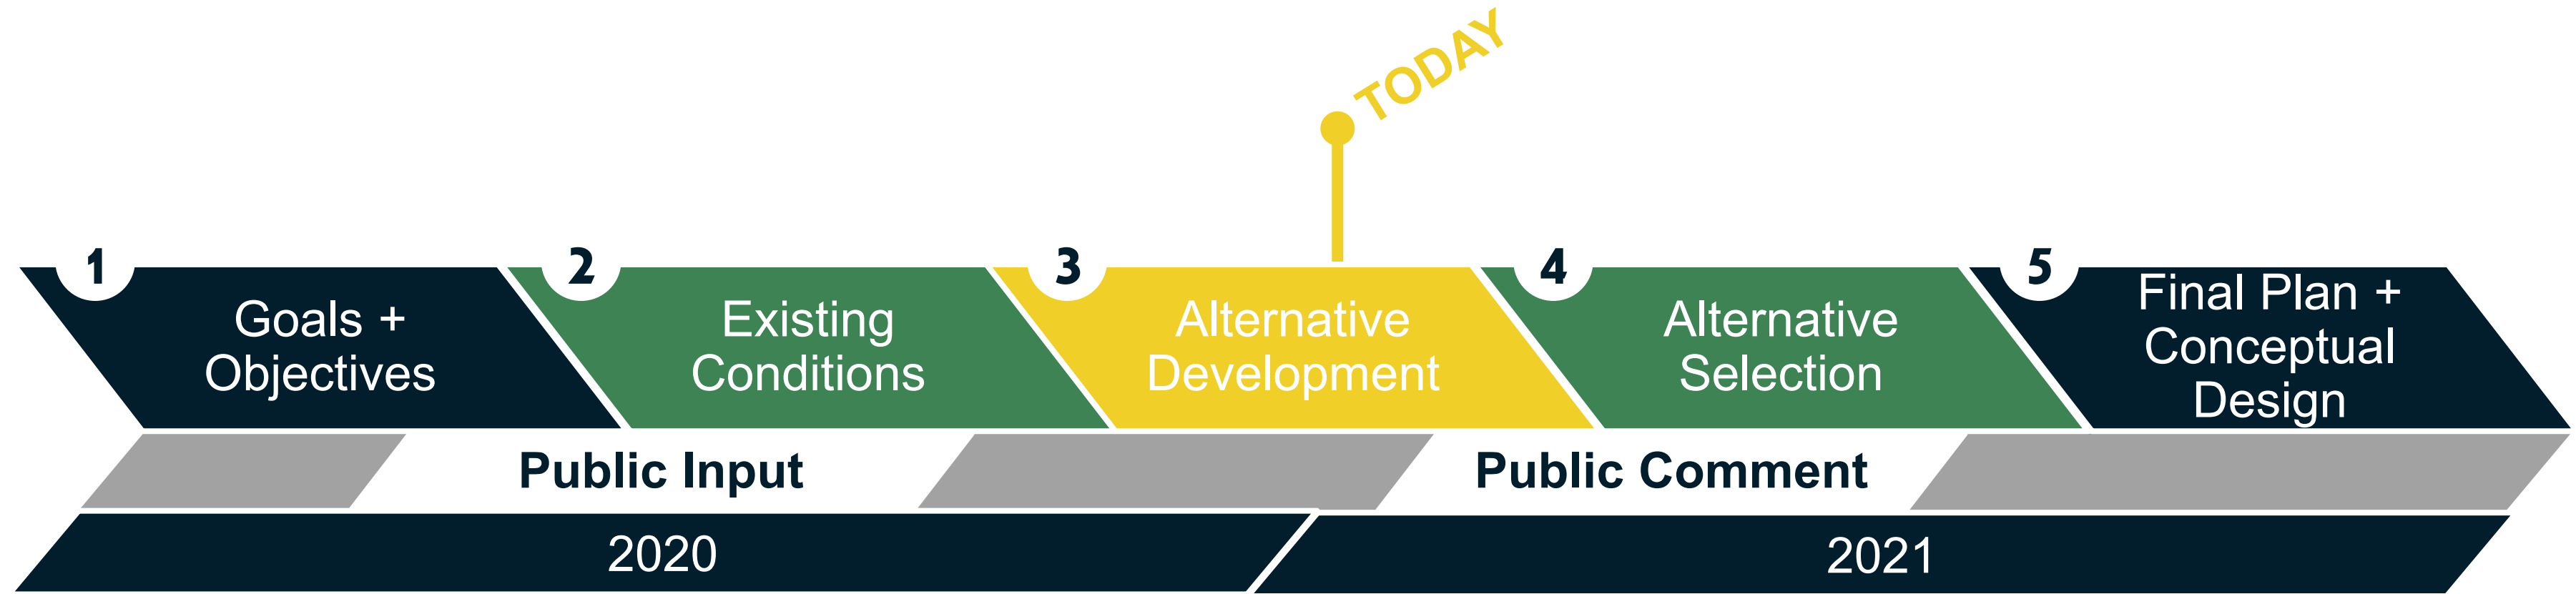 TODAY
1
Goals +
Objectives
2
Existing
Conditions
3
Alternative
Development
4
Alternative
Selection
5
Final Plan +
Conceptual
Design
Public Input
Public Comment
2020
2021